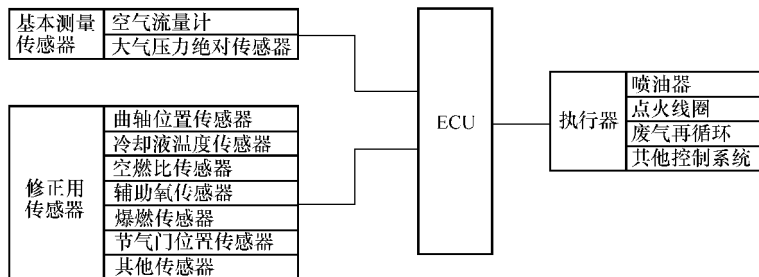 基本测量
传感器
空气流量计
大气压力绝对传感器
修正用
传感器
曲轴位置传感器
冷却液温度传感器
空燃比传感器
辅助氧传感器
爆燃传感器
节气门位置传感器
其他传感器
ECU
执行器
喷油器
点火线圈
废气再循环
其他控制系统